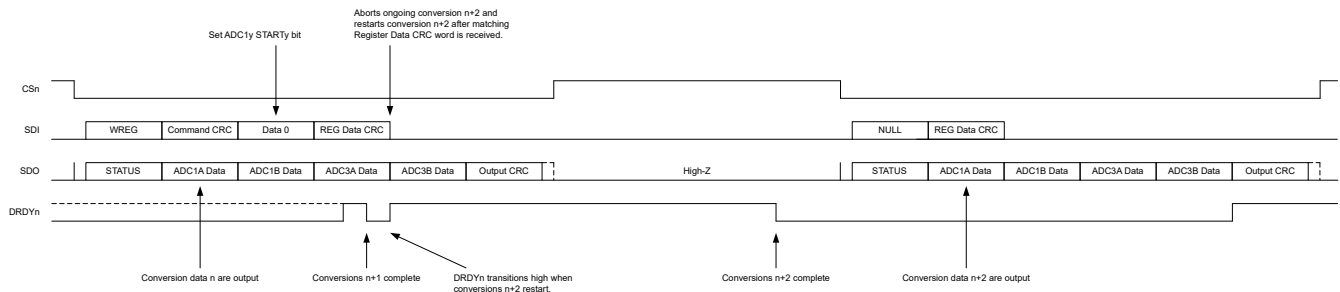 Aborts ongoing conversion n+2 and
restarts conversion n+2 after matching
Register Data CRC word is received.
Set ADC1y STARTy bit
CSn
SDI
WREG
Command CRC
Data 0
REG Data CRC
NULL
REG Data CRC
SDO
STATUS
ADC1A Data
ADC1B Data
ADC3A Data
ADC3B Data
Output CRC
High-Z
STATUS
ADC1A Data
ADC1B Data
ADC3A Data
ADC3B Data
Output CRC
DRDYn
Conversion data n are output
Conversions n+1 complete
DRDYn transitions high when
conversions n+2 restart.
Conversions n+2 complete
Conversion data n+2 are output